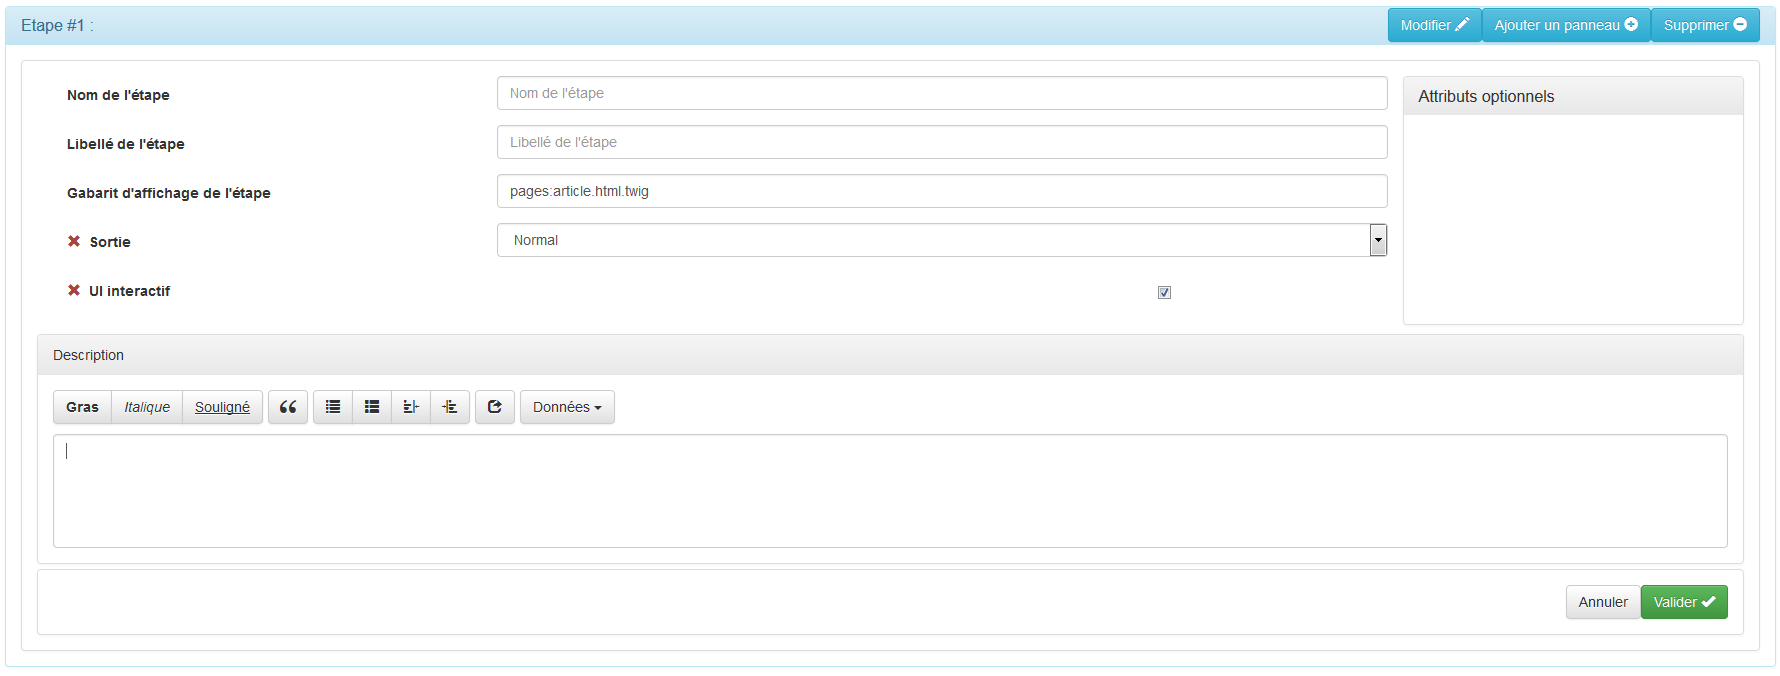 Etape #1 :
Modifier
Ajouter un panneau
Supprimer
Nom de l'étape
Nom de l'étape
Attributs optionnels
Libellé de l'étape
Libellé de l'étape
Gabarit d'affichage de l'étape
pages:article.html.twig
Sortie
Normal
UI interactif
Description
Gras
Italique
Souligné
Données
Annuler
Valider